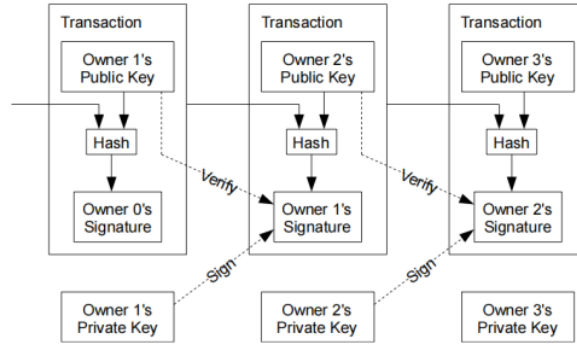 Transaction
Owner 1's
Public Key
Hash
Owner 0's
Signature
Transaction
Owner 2's
Public Key
Hash
Verify
Owner 1's
Signature
Transaction
Owner 3's
Public Key
Hash
Verify
Owner 2's
Signature
Sign
Sign
Owner 1's
Private Key
Owner 2's
Private Key
Owner 3's
Private Key